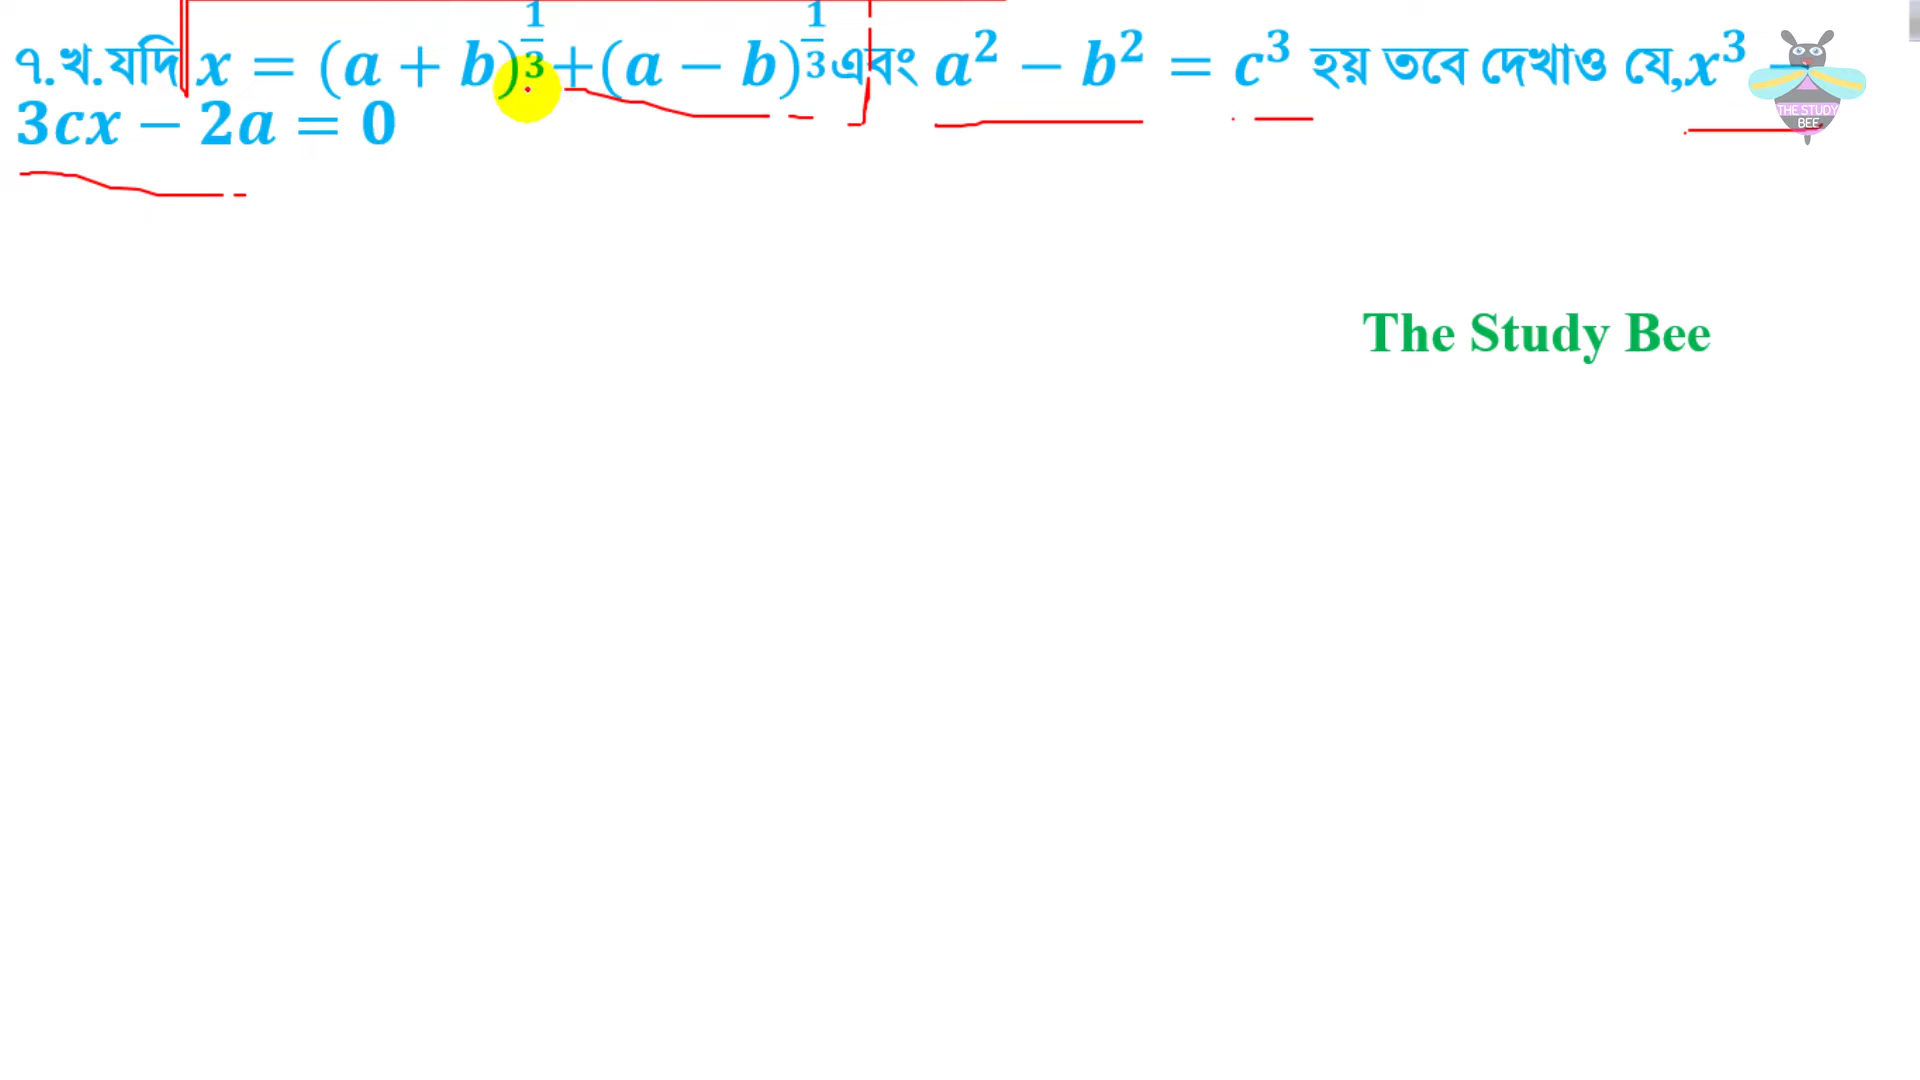 ৭.খ.যদি x = (a + b)^{1/3}+(a − b)^{1/3}এবং a² − b² = c³ হয় তবে দেখাও যে,x³ −
3cx − 2a = 0
THE STUDY
BEE
The Study Bee